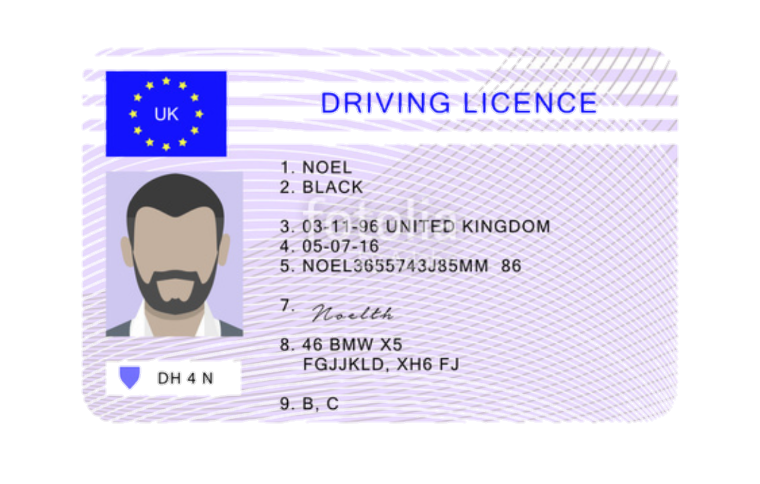 UK
DRIVING LICENCE
1. NOEL
2. BLACK
3. 03-11-96 UNITED KINGDOM
4. 05-07-16
5. NOEL3655743J85MM 86
7. Noelth
8. 46 BMW X5
FGJJKLD, XH6 FJ
9. B, C
DH 4 N
fotolia